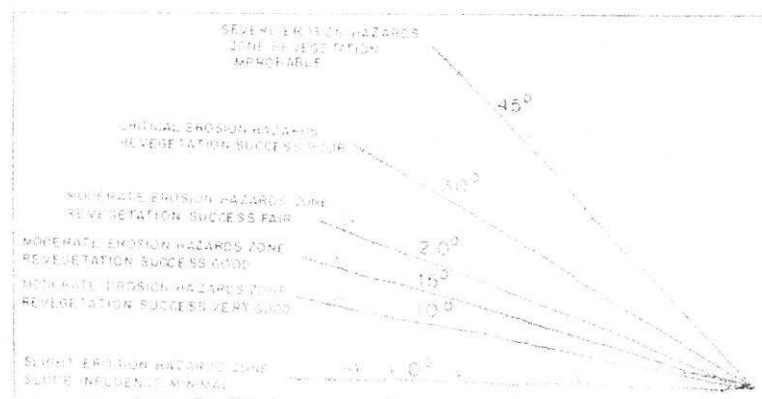 SEVERE EROSION HAZARDS
ZONE REVEGETATION
IMPROBABLE
45°
CRITICAL EROSION HAZARDS
REVEGETATION SUCCESS POOR
30°
MODERATE EROSION HAZARDS ZONE
REVEGETATION SUCCESS FAIR
20°
MODERATE EROSION HAZARDS ZONE
REVEGETATION SUCCESS GOOD
15°
MODERATE EROSION HAZARDS ZONE
REVEGETATION SUCCESS VERY GOOD
10°
SLIGHT EROSION HAZARDS ZONE
SLOPE INFLUENCE MINIMAL
0°